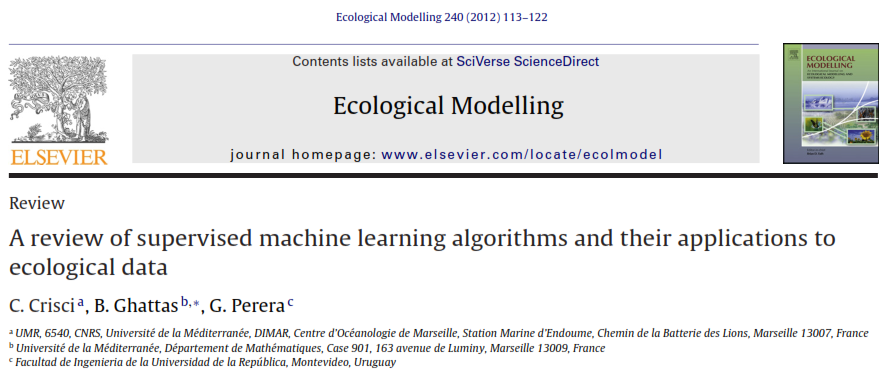 Ecological Modelling 240 (2012) 113–122
Contents lists available at SciVerse ScienceDirect
Ecological Modelling
journal homepage: www.elsevier.com/locate/ecolmodel
ELSEVIER
ECOLOGICAL
MODELLING
Review
A review of supervised machine learning algorithms and their applications to
ecological data
C. Crisci a, B. Ghattas b,*, G. Perera c
a UMR, 6540, CNRS, Université de la Méditerranée, DIMAR, Centre d'Océanologie de Marseille, Station Marine d'Endoume, Chemin de la Batterie des Lions, Marseille 13007, France
b Université de la Méditerranée, Département de Mathématiques, Case 901, 163 avenue de Luminy, Marseille 13009, France
c Facultad de Ingenieria de la Universidad de la República, Montevideo, Uruguay